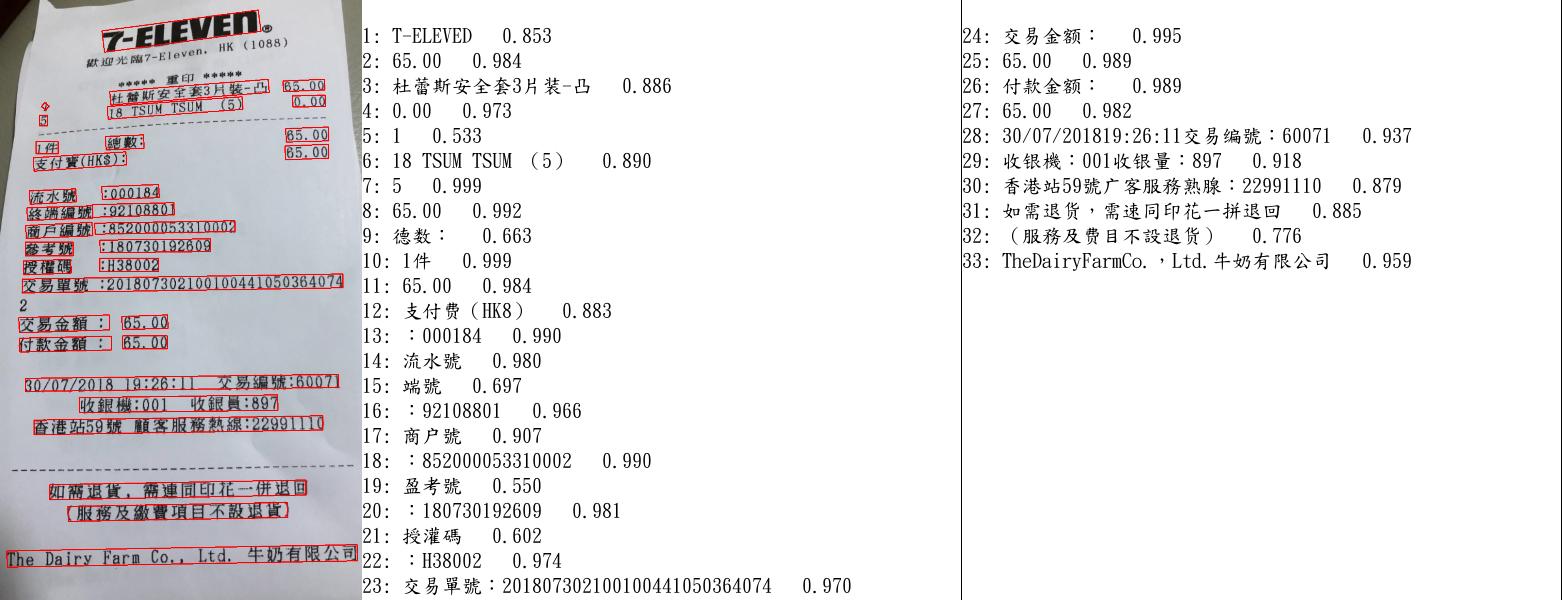 7-ELEVEN®
歡迎光臨7-Eleven, HK (1088)
***** 重印 *****
杜蕾斯安全套3片裝-凸 65.00
18 TSUM TSUM (5) 0.00
5
1件 總數: 65.00
支付寶(HK$): 65.00
流水號 :000184
終端編號 :92108801
商戶編號 :852000053310002
參考號 :180730192609
授權碼 :H38002
交易單號 :201807302100100441050364074
2
交易金額 : 65.00
付款金額 : 65.00
30/07/2018 19:26:11 交易編號:60071
收銀機:001 收銀員:897
香港站59號 顧客服務熱線:22991110
如需退貨, 需連同印花一併退回
(服務及繳費項目不設退貨)
The Dairy Farm Co., Ltd. 牛奶有限公司
1: T-ELEVED 0.853
2: 65.00 0.984
3: 杜蕾斯安全套3片装-凸 0.886
4: 0.00 0.973
5: 1 0.533
6: 18 TSUM TSUM （5） 0.890
7: 5 0.999
8: 65.00 0.992
9: 德数： 0.663
10: 1件 0.999
11: 65.00 0.984
12: 支付费（HK8） 0.883
13: ：000184 0.990
14: 流水號 0.980
15: 端號 0.697
16: ：92108801 0.966
17: 商户號 0.907
18: ：852000053310002 0.990
19: 盈考號 0.550
20: ：180730192609 0.981
21: 授灌碼 0.602
22: ：H38002 0.974
23: 交易單號：201807302100100441050364074 0.970
24: 交易金额： 0.995
25: 65.00 0.989
26: 付款金额： 0.989
27: 65.00 0.982
28: 30/07/201819:26:11交易编號：60071 0.937
29: 收银機：001收银量：897 0.918
30: 香港站59號广客服務熟腺：22991110 0.879
31: 如需退货，需速同印花一拼退回 0.885
32: （服務及费目不設退货） 0.776
33: TheDairyFarmCo.，Ltd.牛奶有限公司 0.959